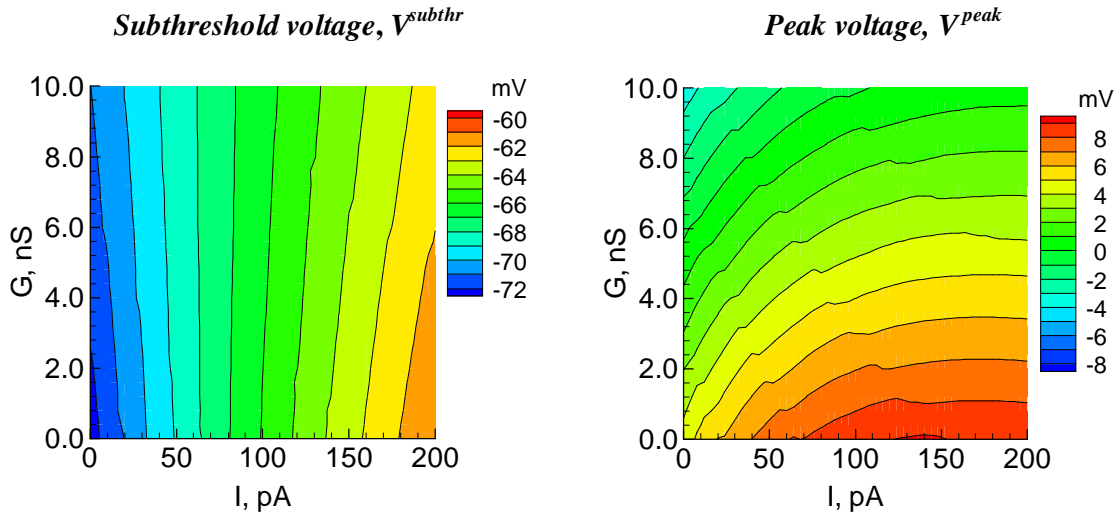 Subthreshold voltage, V^subthr
10.0
8.0
6.0
4.0
2.0
0.0
G, nS
0 50 100 150 200
I, pA
mV
-60
-62
-64
-66
-68
-70
-72
Peak voltage, V^peak
10.0
8.0
6.0
4.0
2.0
0.0
G, nS
0 50 100 150 200
I, pA
mV
8
6
4
2
0
-2
-4
-6
-8